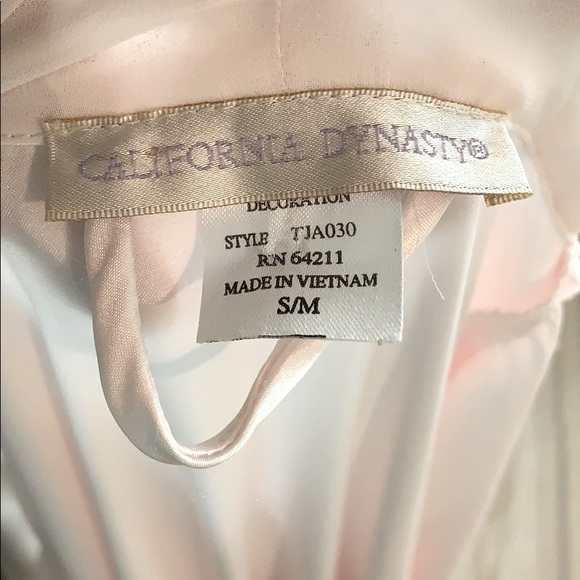 CALIFORNIA DYNASTY®
DECORATION
STYLE TJA030
RN 64211
MADE IN VIETNAM
S/M